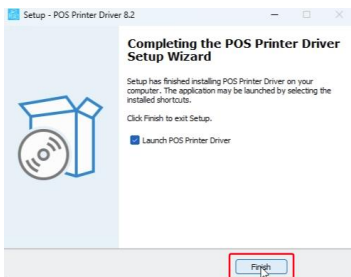 Setup - POS Printer Driver 8.2
Completing the POS Printer Driver
Setup Wizard
Setup has finished installing POS Printer Driver on your
computer. The application may be launched by selecting the
installed shortcuts.
Click Finish to exit Setup.
Launch POS Printer Driver
Finish